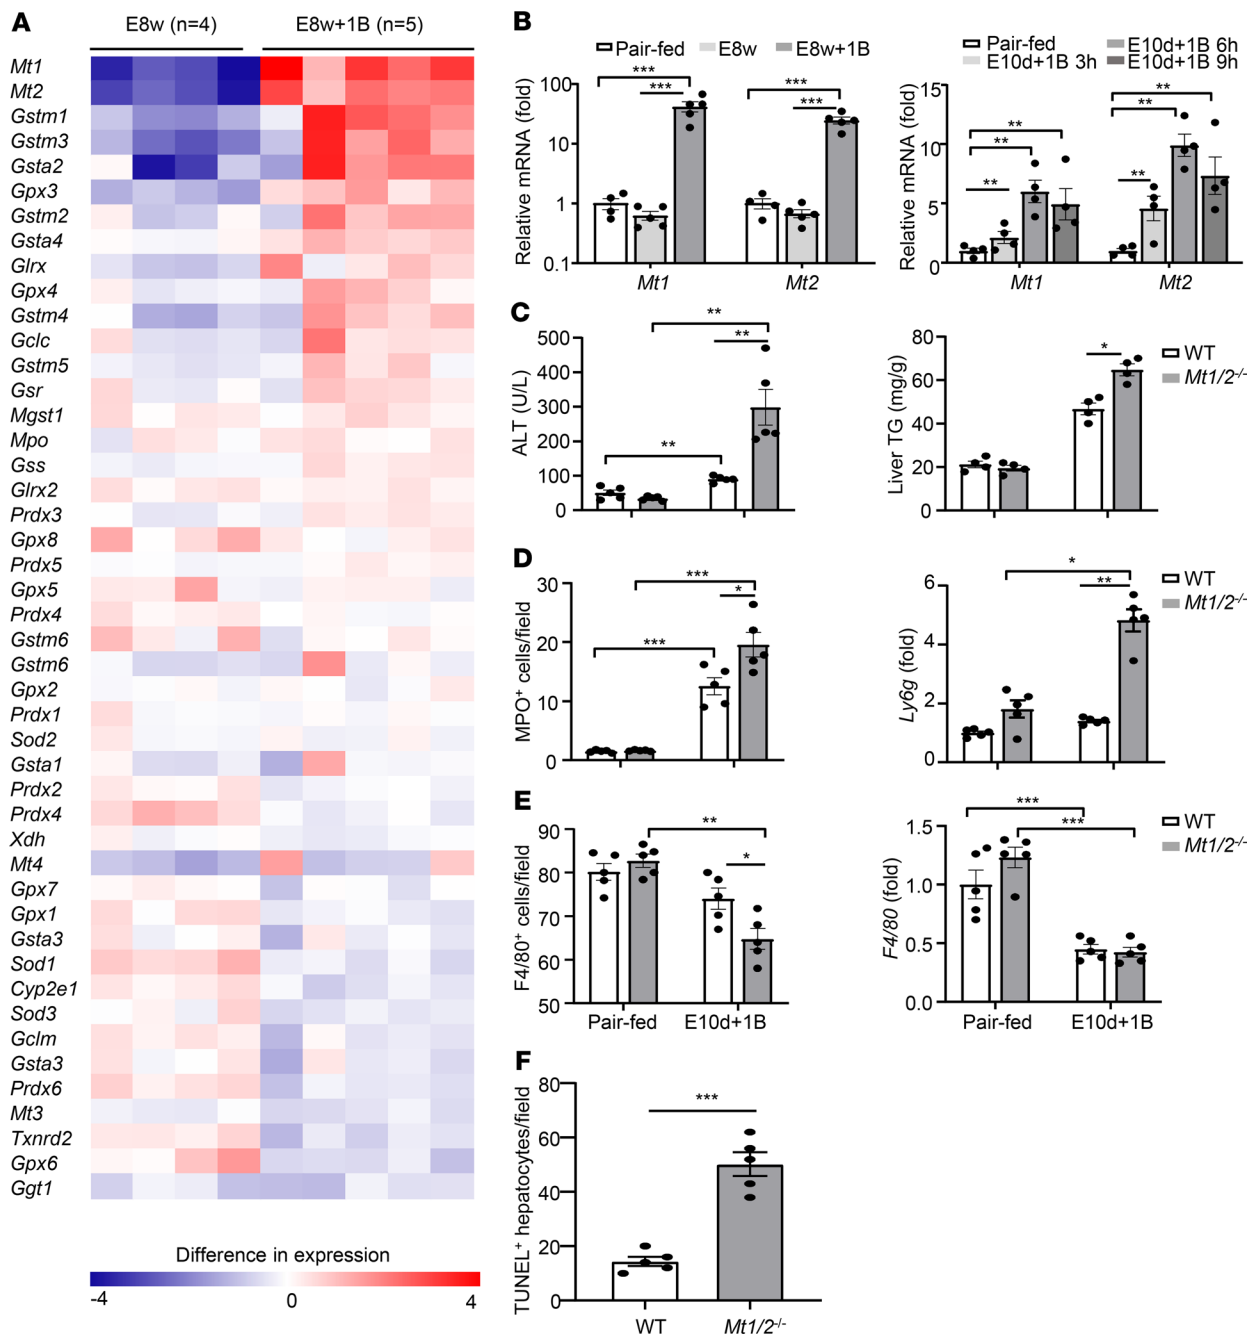 A
E8w (n=4)
E8w+1B (n=5)
Mt1
Mt2
Gstm1
Gstm3
Gsta2
Gpx3
Gstm2
Gsta4
Glrx
Gpx4
Gstm4
Gclc
Gstm5
Gsr
Mgst1
Mpo
Gss
Glrx2
Prdx3
Gpx8
Prdx5
Gpx5
Prdx4
Gstm6
Gstm6
Gpx2
Prdx1
Sod2
Gsta1
Prdx2
Prdx4
Xdh
Mt4
Gpx7
Gpx1
Gsta3
Sod1
Cyp2e1
Sod3
Gclm
Gsta3
Prdx6
Mt3
Txnrd2
Gpx6
Ggt1
Difference in expression
-4
0
4
B
Pair-fed
E8w
E8w+1B
Relative mRNA (fold)
100
10
1
0.1
***
***
***
***
Mt1
Mt2
Pair-fed
E10d+1B 3h
E10d+1B 6h
E10d+1B 9h
Relative mRNA (fold)
15
10
5
0
**
**
**
**
**
**
Mt1
Mt2
C
ALT (U/L)
500
400
300
200
100
0
**
**
**
Liver TG (mg/g)
80
60
40
20
0
*
WT
Mt1/2-/-
D
MPO+ cells/field
30
20
10
0
***
***
*
Ly6g (fold)
6
4
2
0
*
**
WT
Mt1/2-/-
E
F4/80+ cells/field
90
80
70
60
50
**
*
Pair-fed
E10d+1B
F4/80 (fold)
1.5
1.0
0.5
0.0
***
***
WT
Mt1/2-/-
Pair-fed
E10d+1B
F
TUNEL+ hepatocytes/field
80
60
40
20
0
***
WT
Mt1/2-/-